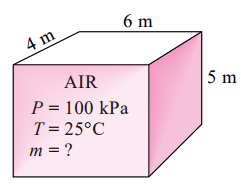 6 m
4 m
5 m
AIR
P = 100 kPa
T = 25°C
m = ?